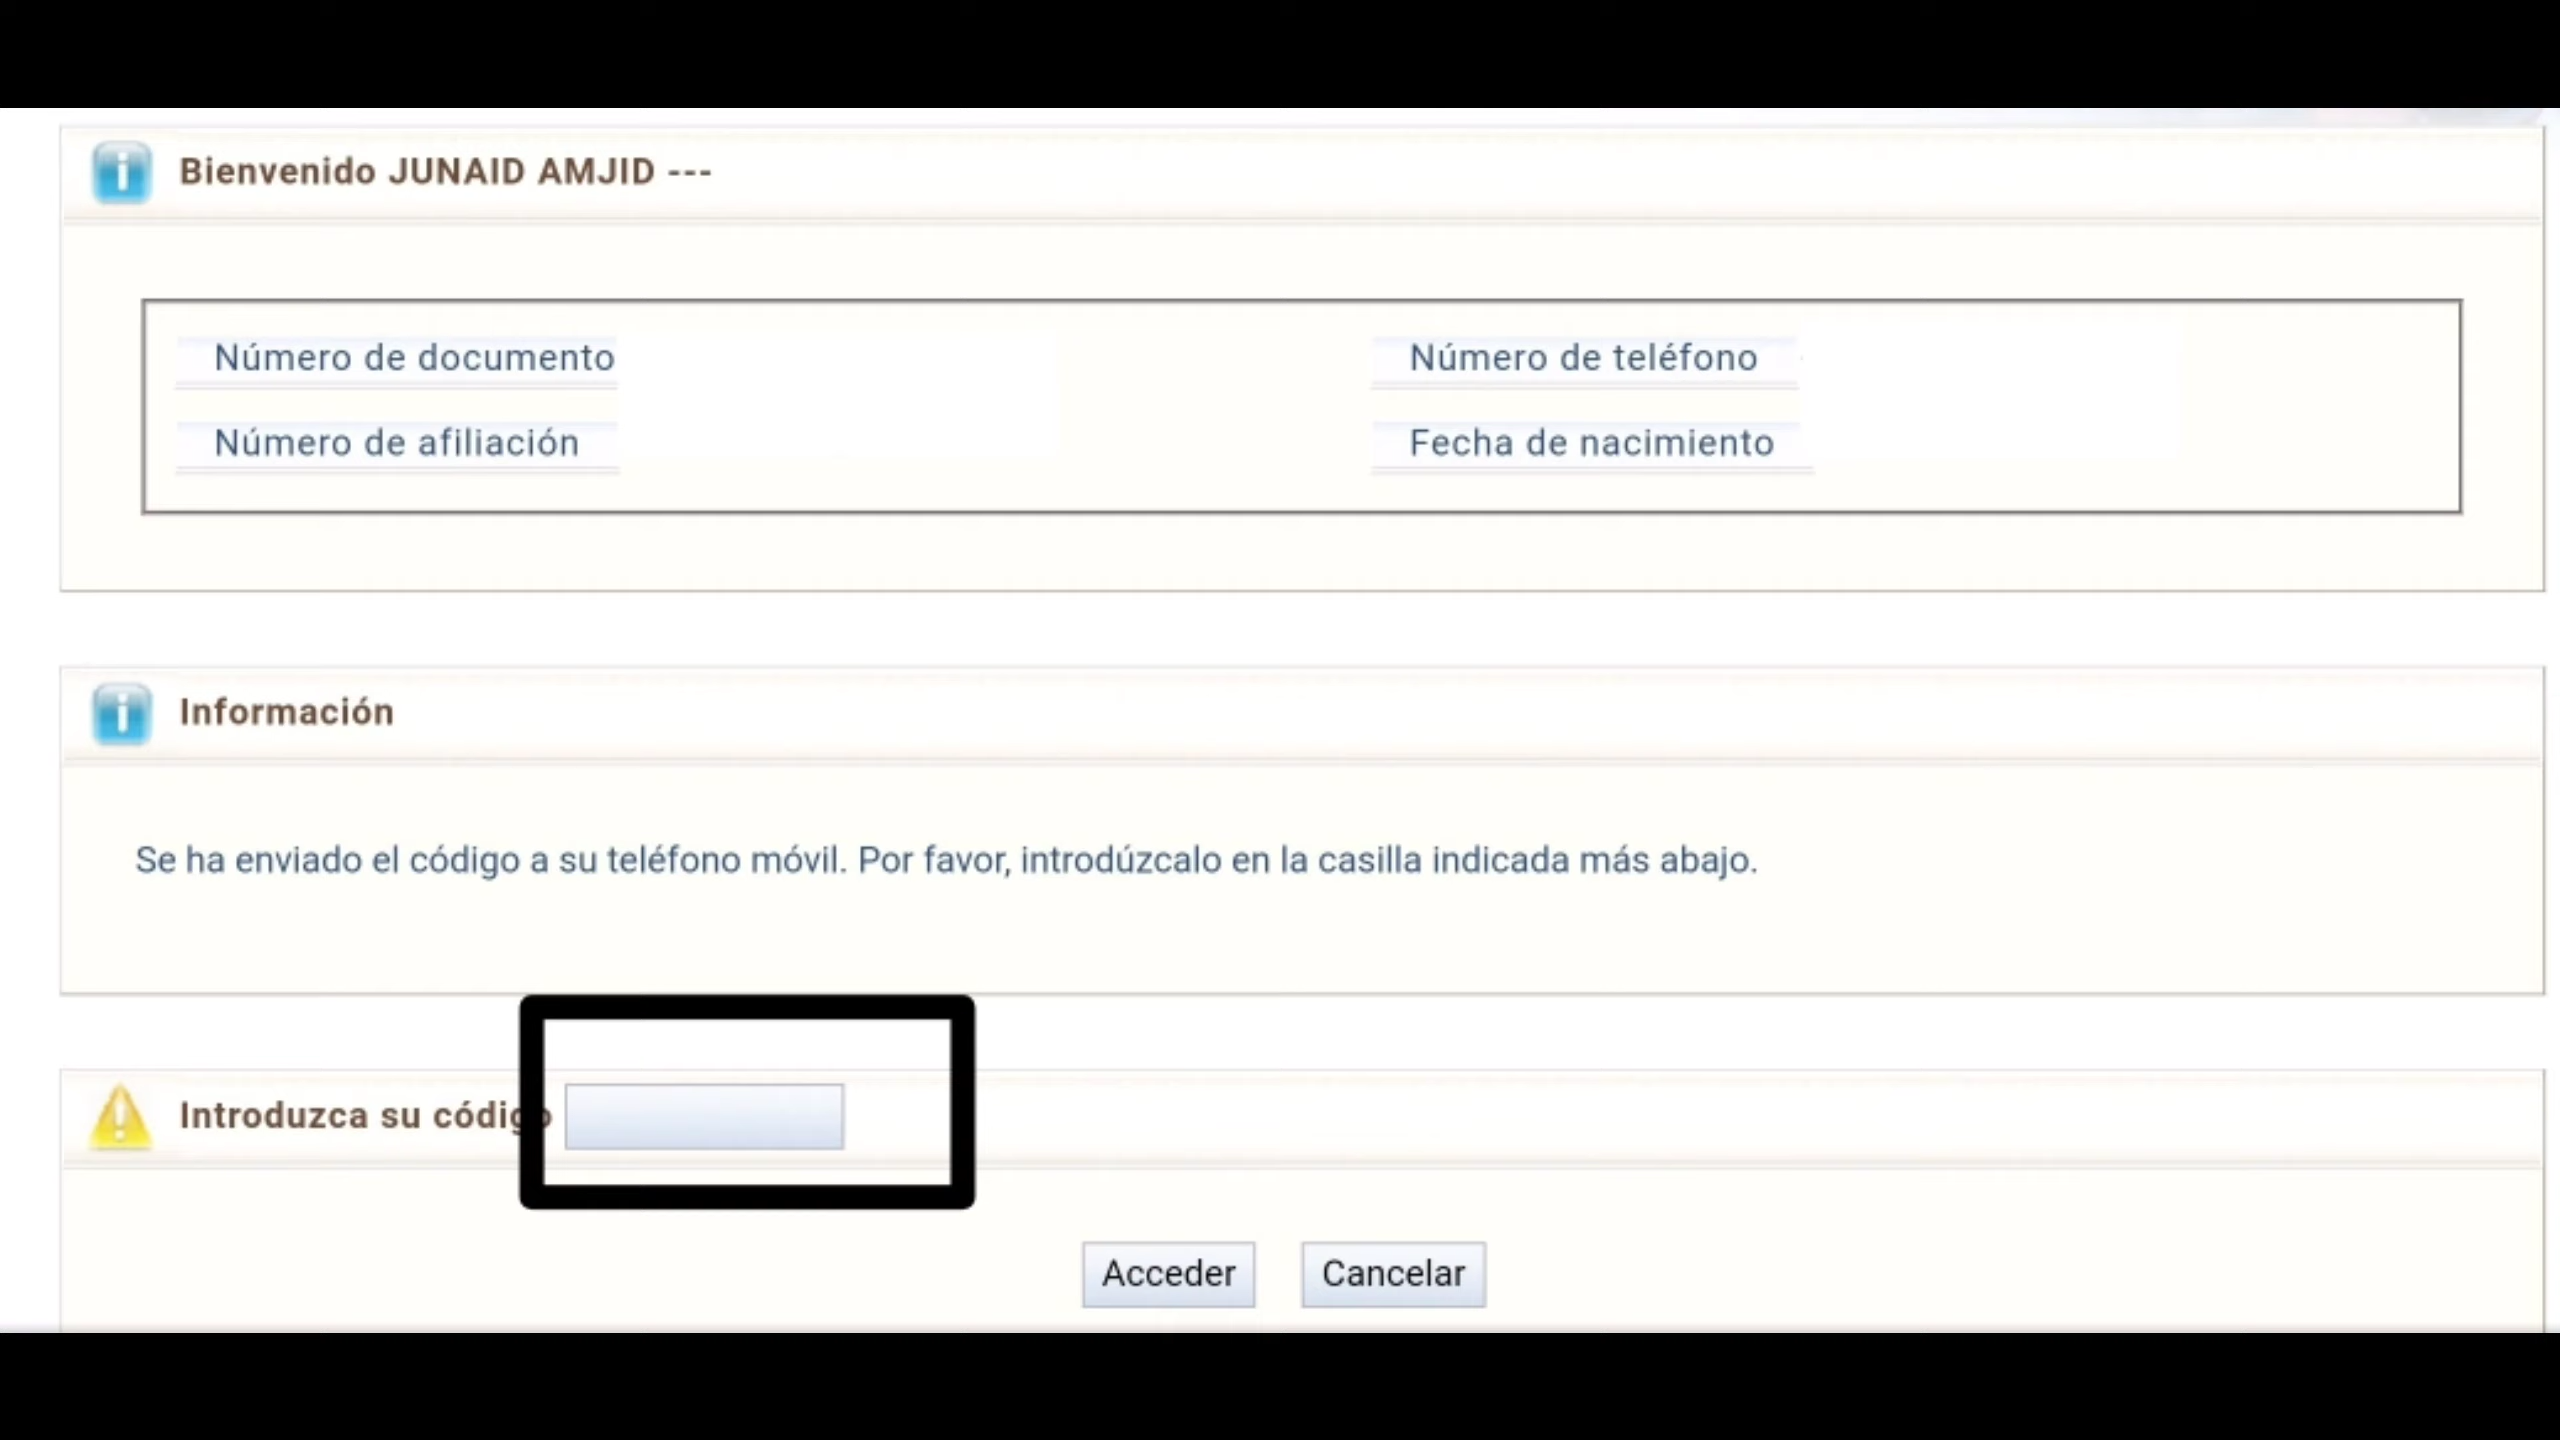 Bienvenido JUNAID AMJID ---
Número de documento
Número de teléfono
Número de afiliación
Fecha de nacimiento
Información
Se ha enviado el código a su teléfono móvil. Por favor, introdúzcalo en la casilla indicada más abajo.
Introduzca su código
Acceder
Cancelar